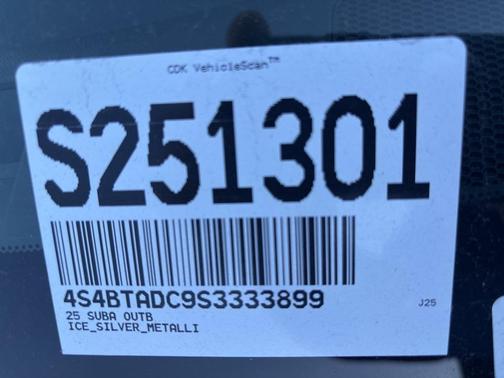 CDK VehicleScan™
S251301
4S4BTADC9S3333899
25 SUBA OUTB
J25
ICE_SILVER_METALLI